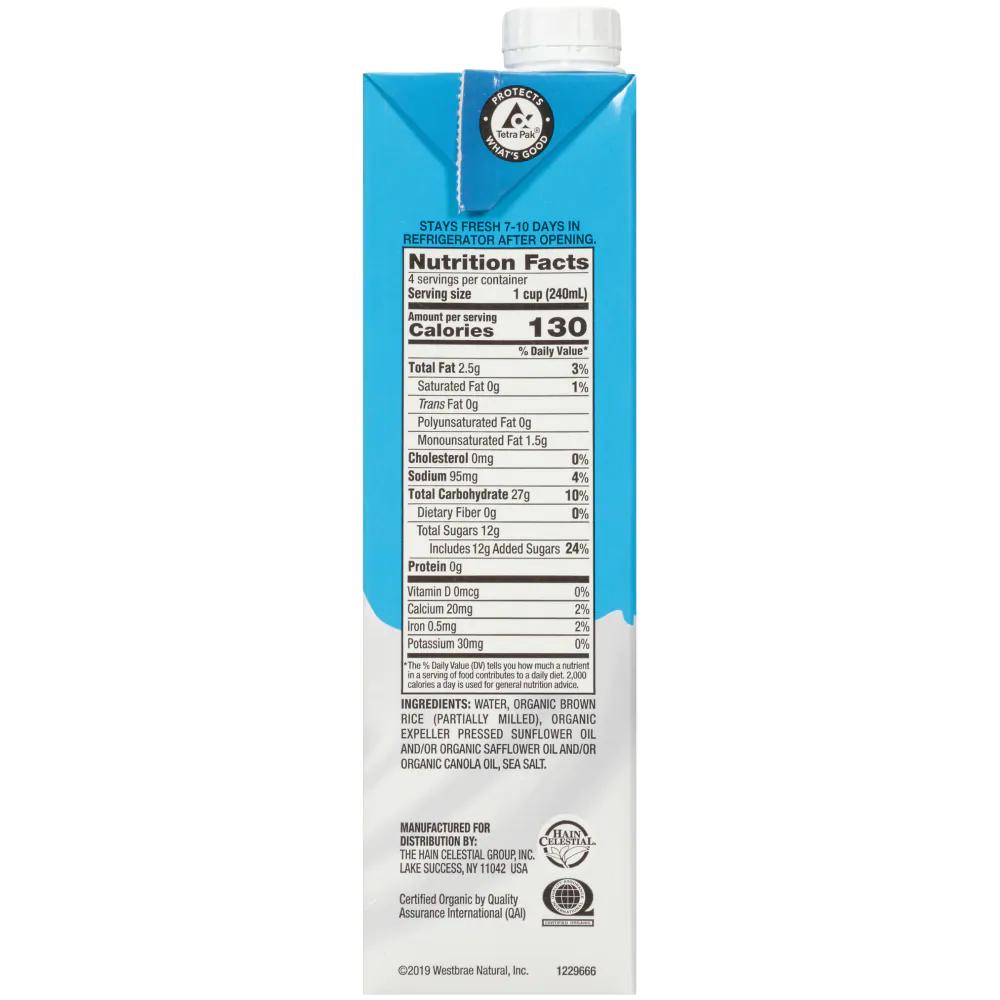 PROTECTS
Tetra Pak®
WHAT'S GOOD
STAYS FRESH 7-10 DAYS IN
REFRIGERATOR AFTER OPENING.
Nutrition Facts
4 servings per container
Serving size 1 cup (240mL)
Amount per serving
Calories 130
% Daily Value*
Total Fat 2.5g 3%
Saturated Fat 0g 1%
Trans Fat 0g
Polyunsaturated Fat 0g
Monounsaturated Fat 1.5g
Cholesterol 0mg 0%
Sodium 95mg 4%
Total Carbohydrate 27g 10%
Dietary Fiber 0g 0%
Total Sugars 12g
Includes 12g Added Sugars 24%
Protein 0g
Vitamin D 0mcg 0%
Calcium 20mg 2%
Iron 0.5mg 2%
Potassium 30mg 0%
*The % Daily Value (DV) tells you how much a nutrient
in a serving of food contributes to a daily diet. 2,000
calories a day is used for general nutrition advice.
INGREDIENTS: WATER, ORGANIC BROWN
RICE (PARTIALLY MILLED), ORGANIC
EXPELLER PRESSED SUNFLOWER OIL
AND/OR ORGANIC SAFFLOWER OIL AND/OR
ORGANIC CANOLA OIL, SEA SALT.
MANUFACTURED FOR
DISTRIBUTION BY:
THE HAIN CELESTIAL GROUP, INC.
LAKE SUCCESS, NY 11042 USA
HAIN
CELESTIAL
Certified Organic by Quality
Assurance International (QAI)
CERTIFIED ORGANIC
©2019 Westbrae Natural, Inc. 1229666